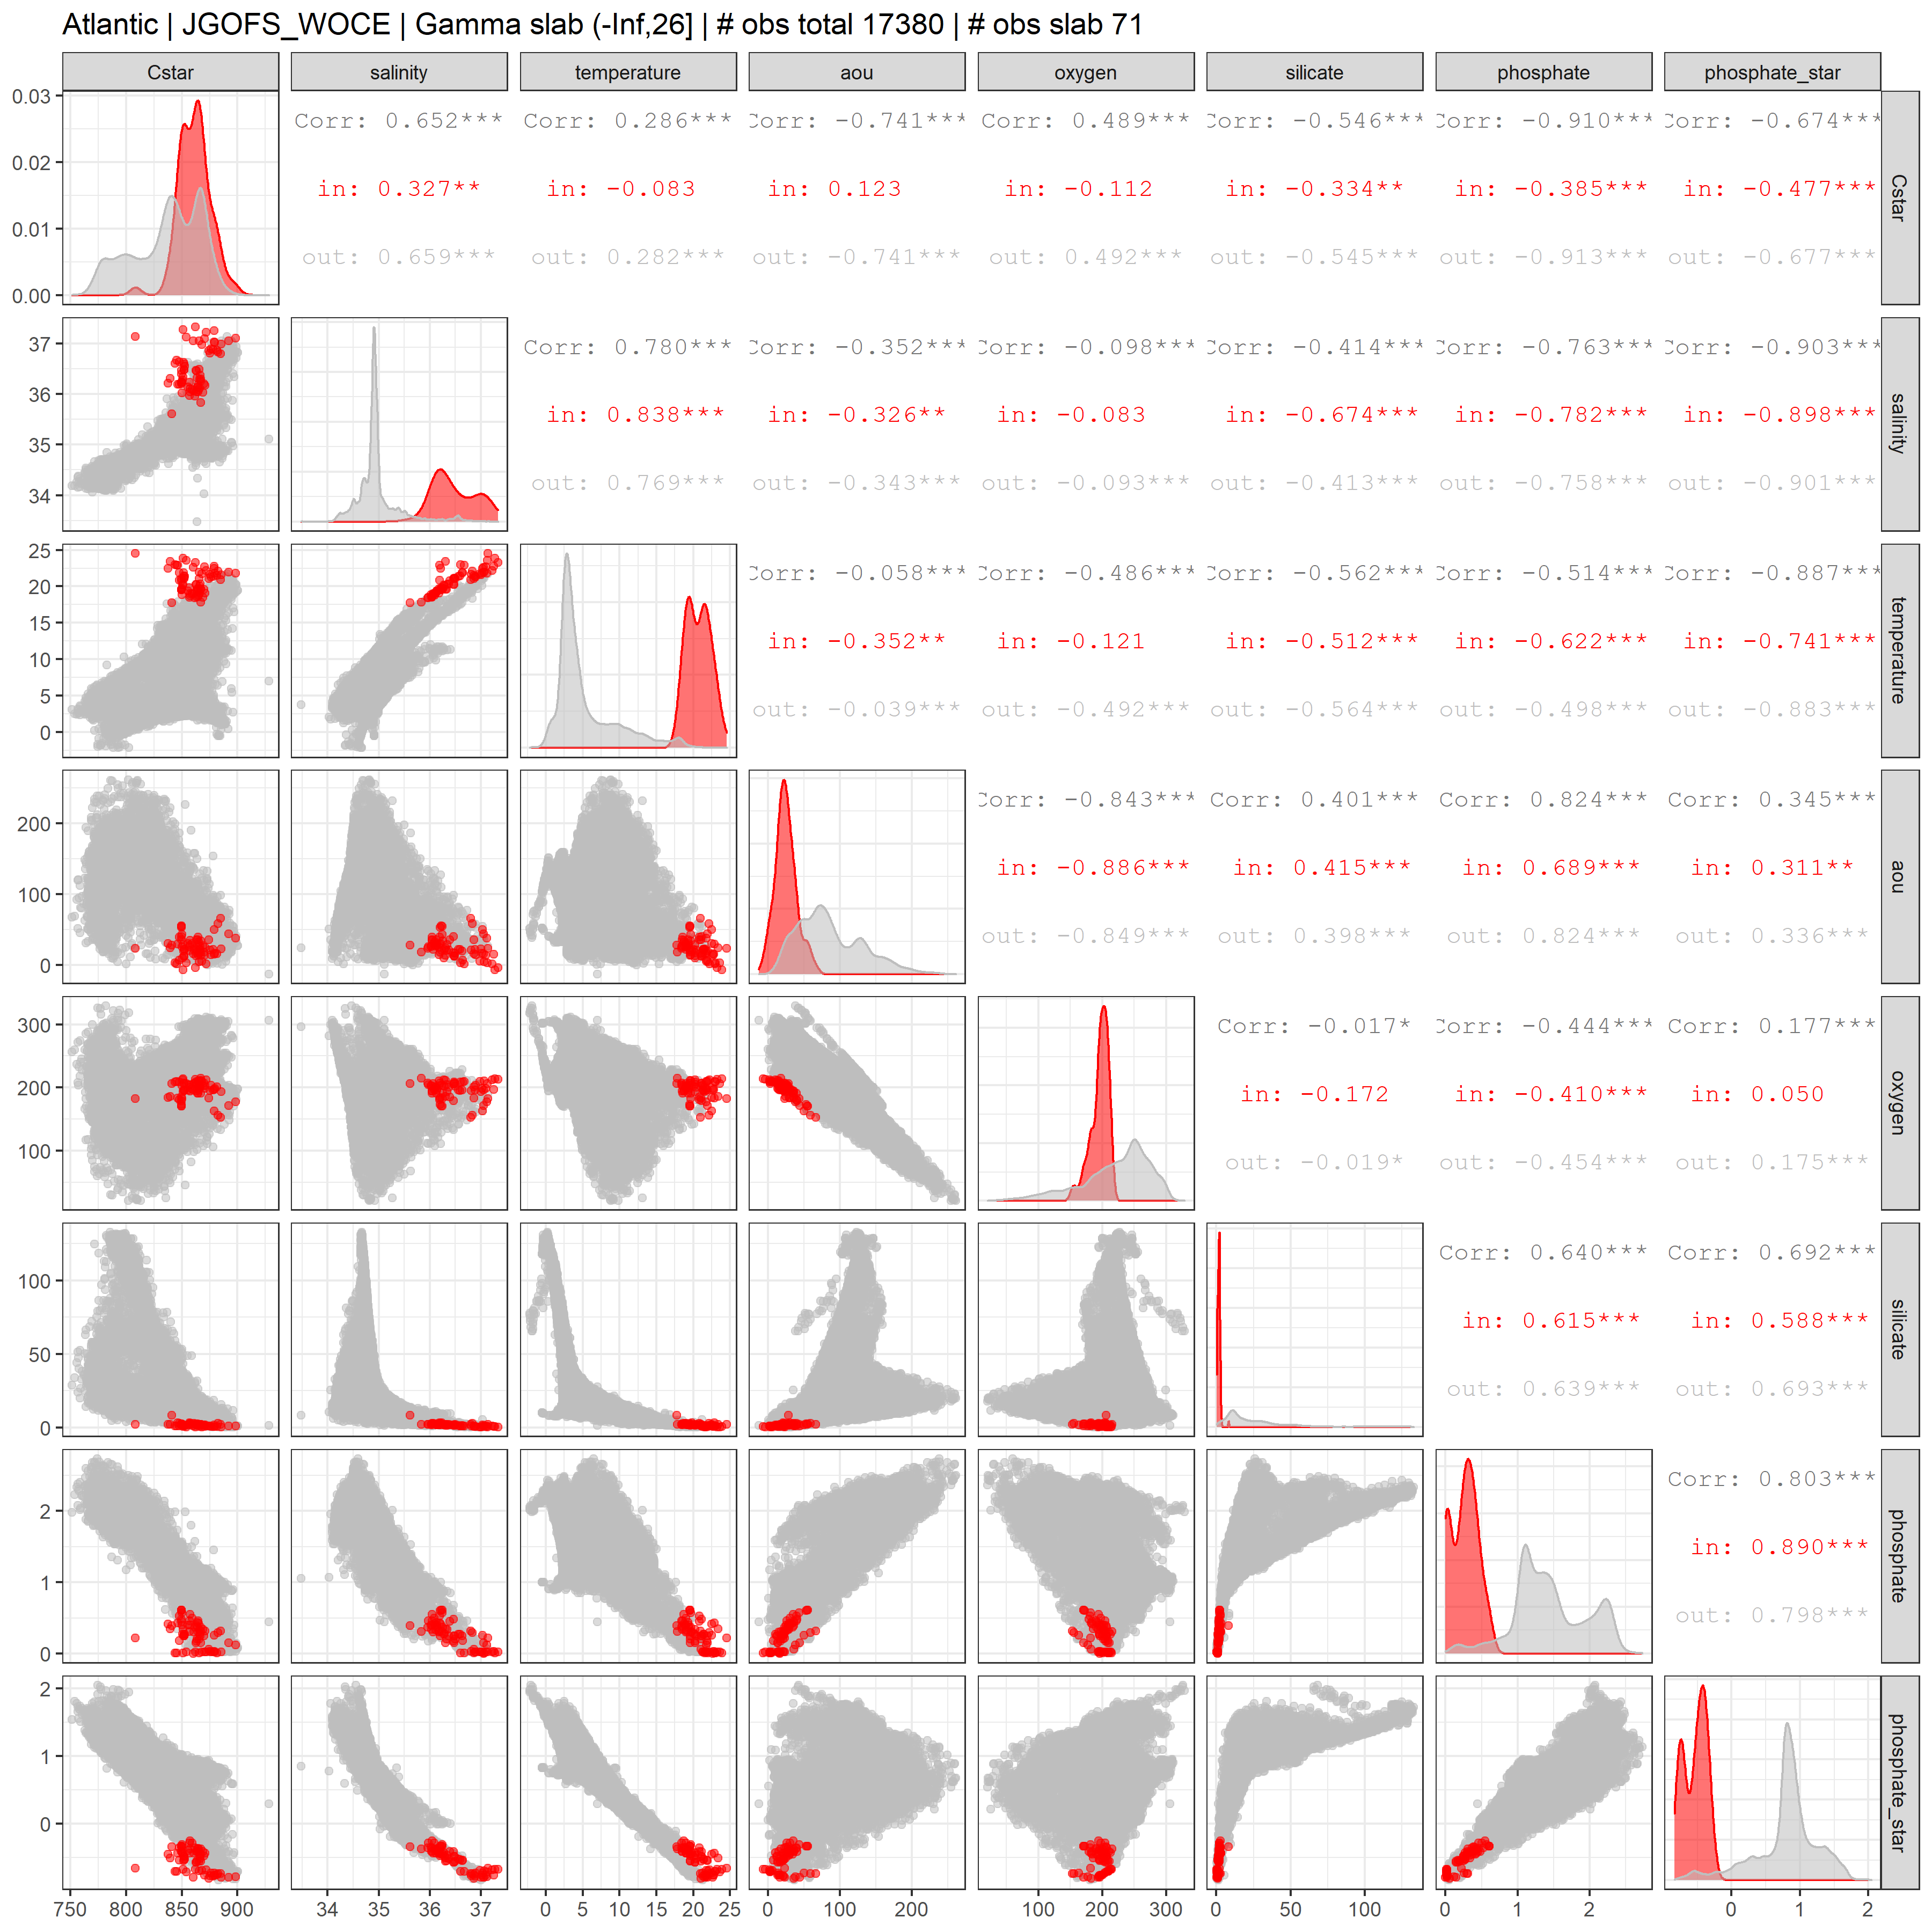 Atlantic | JGOFS_WOCE | Gamma slab (-Inf,26] | # obs total 17380 | # obs slab 71
Cstar salinity temperature aou oxygen silicate phosphate phosphate_star
0.03
0.02
0.01
0.00
Corr: 0.652*** Corr: 0.286*** Corr: -0.741*** Corr: 0.489*** Corr: -0.546*** Corr: -0.910*** Corr: -0.674***
in: 0.327** in: -0.083 in: 0.123 in: -0.112 in: -0.334** in: -0.385*** in: -0.477***
out: 0.659*** out: 0.282*** out: -0.741*** out: 0.492*** out: -0.545*** out: -0.913*** out: -0.677***
Cstar
37
36
35
34
Corr: 0.780*** Corr: -0.352*** Corr: -0.098*** Corr: -0.414*** Corr: -0.763*** Corr: -0.903***
in: 0.838*** in: -0.326** in: -0.083 in: -0.674*** in: -0.782*** in: -0.898***
out: 0.769*** out: -0.343*** out: -0.093*** out: -0.413*** out: -0.758*** out: -0.901***
salinity
25
20
15
10
5
0
Corr: -0.058*** Corr: -0.486*** Corr: -0.562*** Corr: -0.514*** Corr: -0.887***
in: -0.352** in: -0.121 in: -0.512*** in: -0.622*** in: -0.741***
out: -0.039*** out: -0.492*** out: -0.564*** out: -0.498*** out: -0.883***
temperature
200
100
0
Corr: -0.843*** Corr: 0.401*** Corr: 0.824*** Corr: 0.345***
in: -0.886*** in: 0.415*** in: 0.689*** in: 0.311**
out: -0.849*** out: 0.398*** out: 0.824*** out: 0.336***
aou
300
200
100
Corr: -0.017* Corr: -0.444*** Corr: 0.177***
in: -0.172 in: -0.410*** in: 0.050
out: -0.019* out: -0.454*** out: 0.175***
oxygen
100
50
0
Corr: 0.640*** Corr: 0.692***
in: 0.615*** in: 0.588***
out: 0.639*** out: 0.693***
silicate
2
1
0
Corr: 0.803***
in: 0.890***
out: 0.798***
phosphate
2
1
0
phosphate_star
750 800 850 900 34 35 36 37 0 5 10 15 20 25 0 100 200 100 200 300 0 50 100 0 1 2 0 1 2